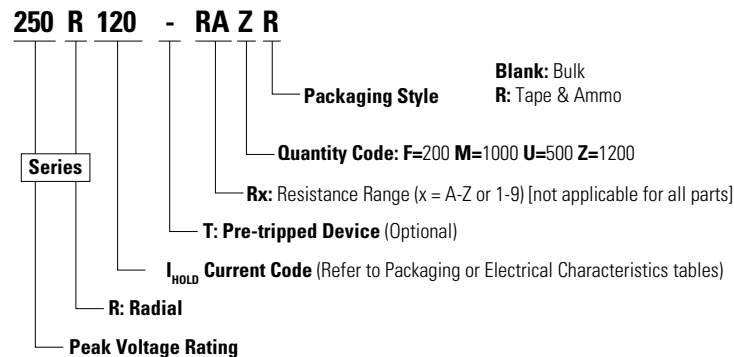 250 R 120 - RA Z R
Blank: Bulk
Packaging Style R: Tape & Ammo
Quantity Code: F=200 M=1000 U=500 Z=1200
Series
Rx: Resistance Range (x = A-Z or 1-9) [not applicable for all parts]
T: Pre-tripped Device (Optional)
IHOLD Current Code (Refer to Packaging or Electrical Characteristics tables)
R: Radial
Peak Voltage Rating